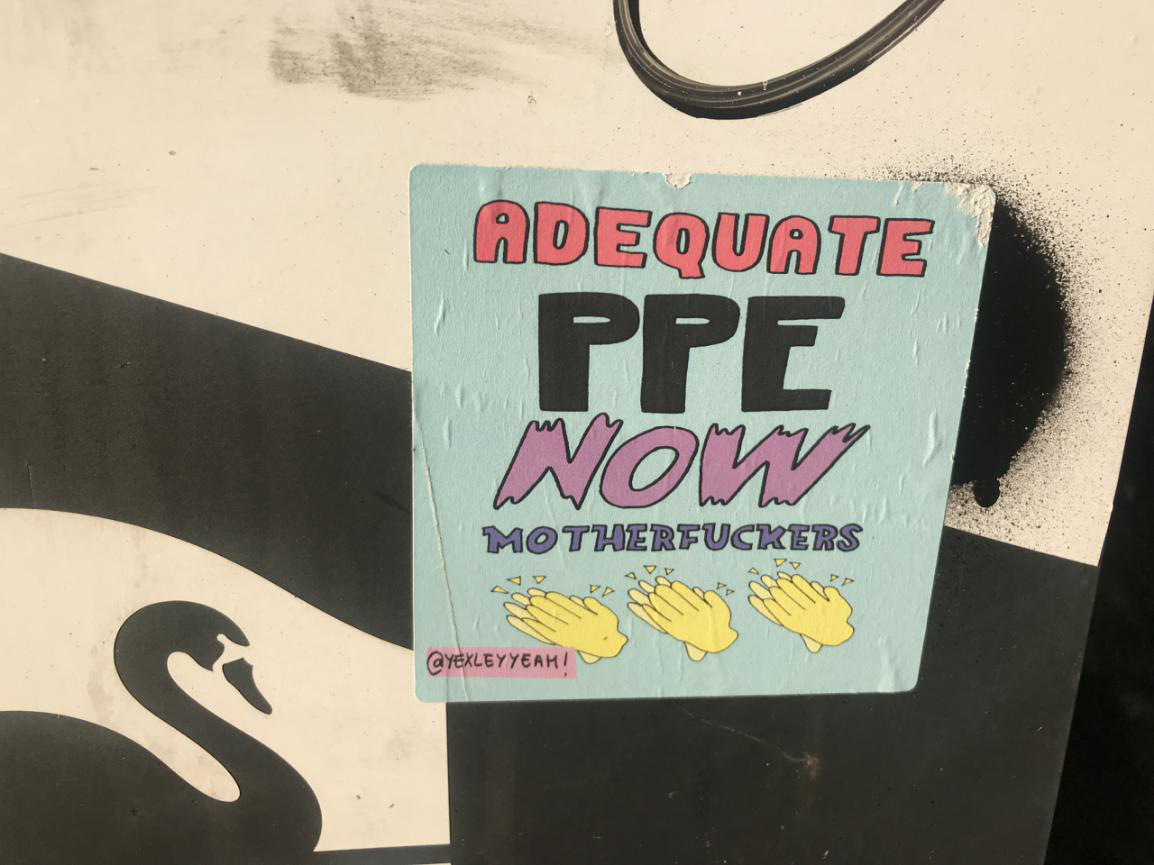 ADEQUATE
PPE
NOW
MOTHERFUCKERS
@YEXLEYYEAH!